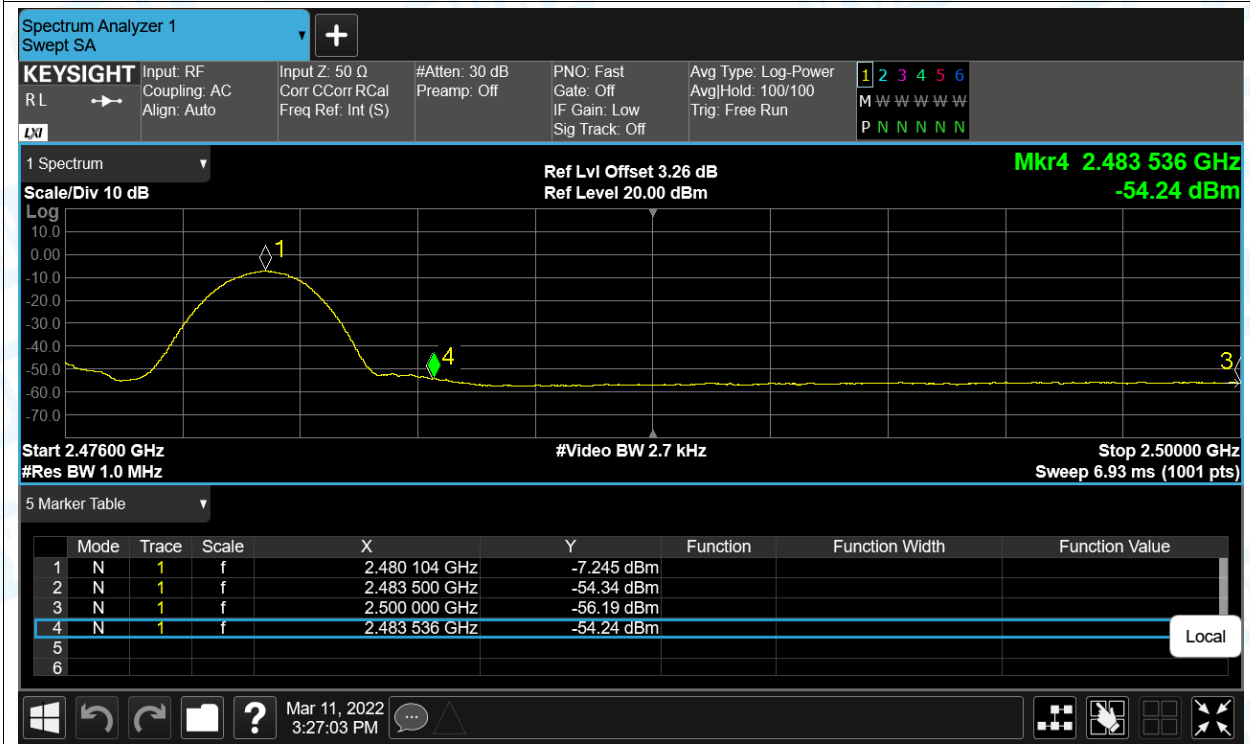 Spectrum Analyzer 1
Swept SA
+
KEYSIGHT Input: RF Input Z: 50 Ω #Atten: 30 dB PNO: Fast Avg Type: Log-Power 1 2 3 4 5 6
R L Coupling: AC Corr CCorr RCal Preamp: Off Gate: Off Avg|Hold: 100/100 M W W W W W
Align: Auto Freq Ref: Int (S) IF Gain: Low Trig: Free Run
LXI Sig Track: Off P N N N N N
1 Spectrum Ref Lvl Offset 3.26 dB Mkr4 2.483 536 GHz
Scale/Div 10 dB Ref Level 20.00 dBm -54.24 dBm
Log
10.0
0.00 1
-10.0
-20.0
-30.0
-40.0 4 3
-50.0
-60.0
-70.0
Start 2.47600 GHz #Video BW 2.7 kHz Stop 2.50000 GHz
#Res BW 1.0 MHz Sweep 6.93 ms (1001 pts)
5 Marker Table
Mode Trace Scale X Y Function Function Width Function Value
1 N 1 f 2.480 104 GHz -7.245 dBm
2 N 1 f 2.483 500 GHz -54.34 dBm
3 N 1 f 2.500 000 GHz -56.19 dBm
4 N 1 f 2.483 536 GHz -54.24 dBm
5
6
Local
? Mar 11, 2022
3:27:03 PM